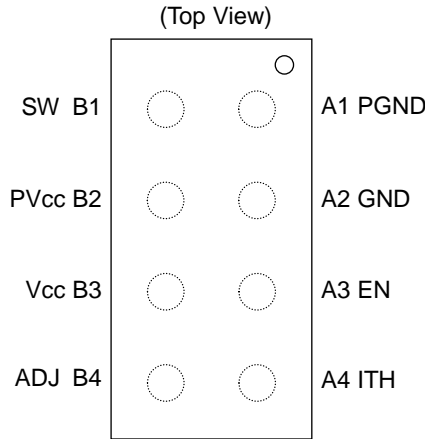 (Top View)
SW B1
A1 PGND
PVcc B2
A2 GND
Vcc B3
A3 EN
ADJ B4
A4 ITH